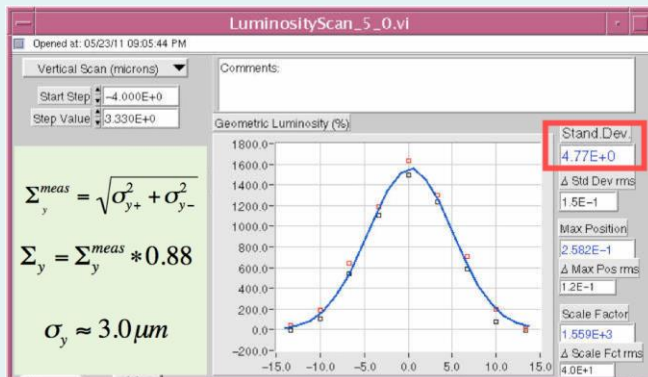 LuminosityScan_5_0.vi
Opened at: 05/23/11 09:05:44 PM
Vertical Scan (microns)
Start Step -4.000E+0
Step Value 3.330E+0
Comments:
Geometric Luminosity (%)
1800.0
1600.0
1400.0
1200.0
1000.0
800.0
600.0
400.0
200.0
0.0
-200.0
-15.0 -10.0 -5.0 0.0 5.0 10.0 15.0
Stand.Dev.
4.77E+0
Δ Std Dev rms
1.5E-1
Max Position
2.582E-1
Δ Max Pos rms
1.2E-1
Scale Factor
1.559E+3
Δ Scale Fct rms
4.0E+1
Σ_y^meas = √(σ²_y+ + σ²_y-)
Σ_y = Σ_y^meas * 0.88
σ_y ≈ 3.0 μm